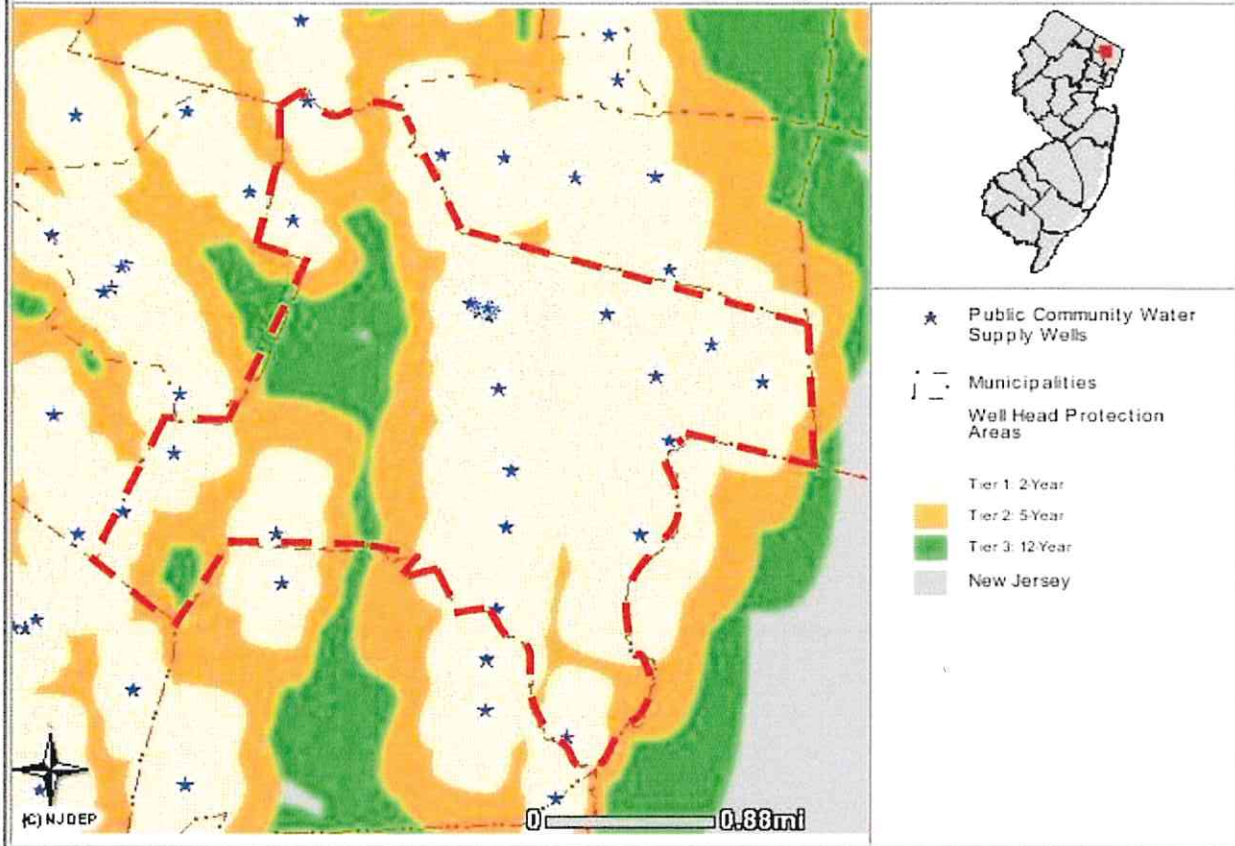 Public Community Water
Supply Wells
Municipalities
Well Head Protection
Areas
Tier 1: 2-Year
Tier 2: 5-Year
Tier 3: 12-Year
New Jersey
(C) NJDEP
0 0.88mi